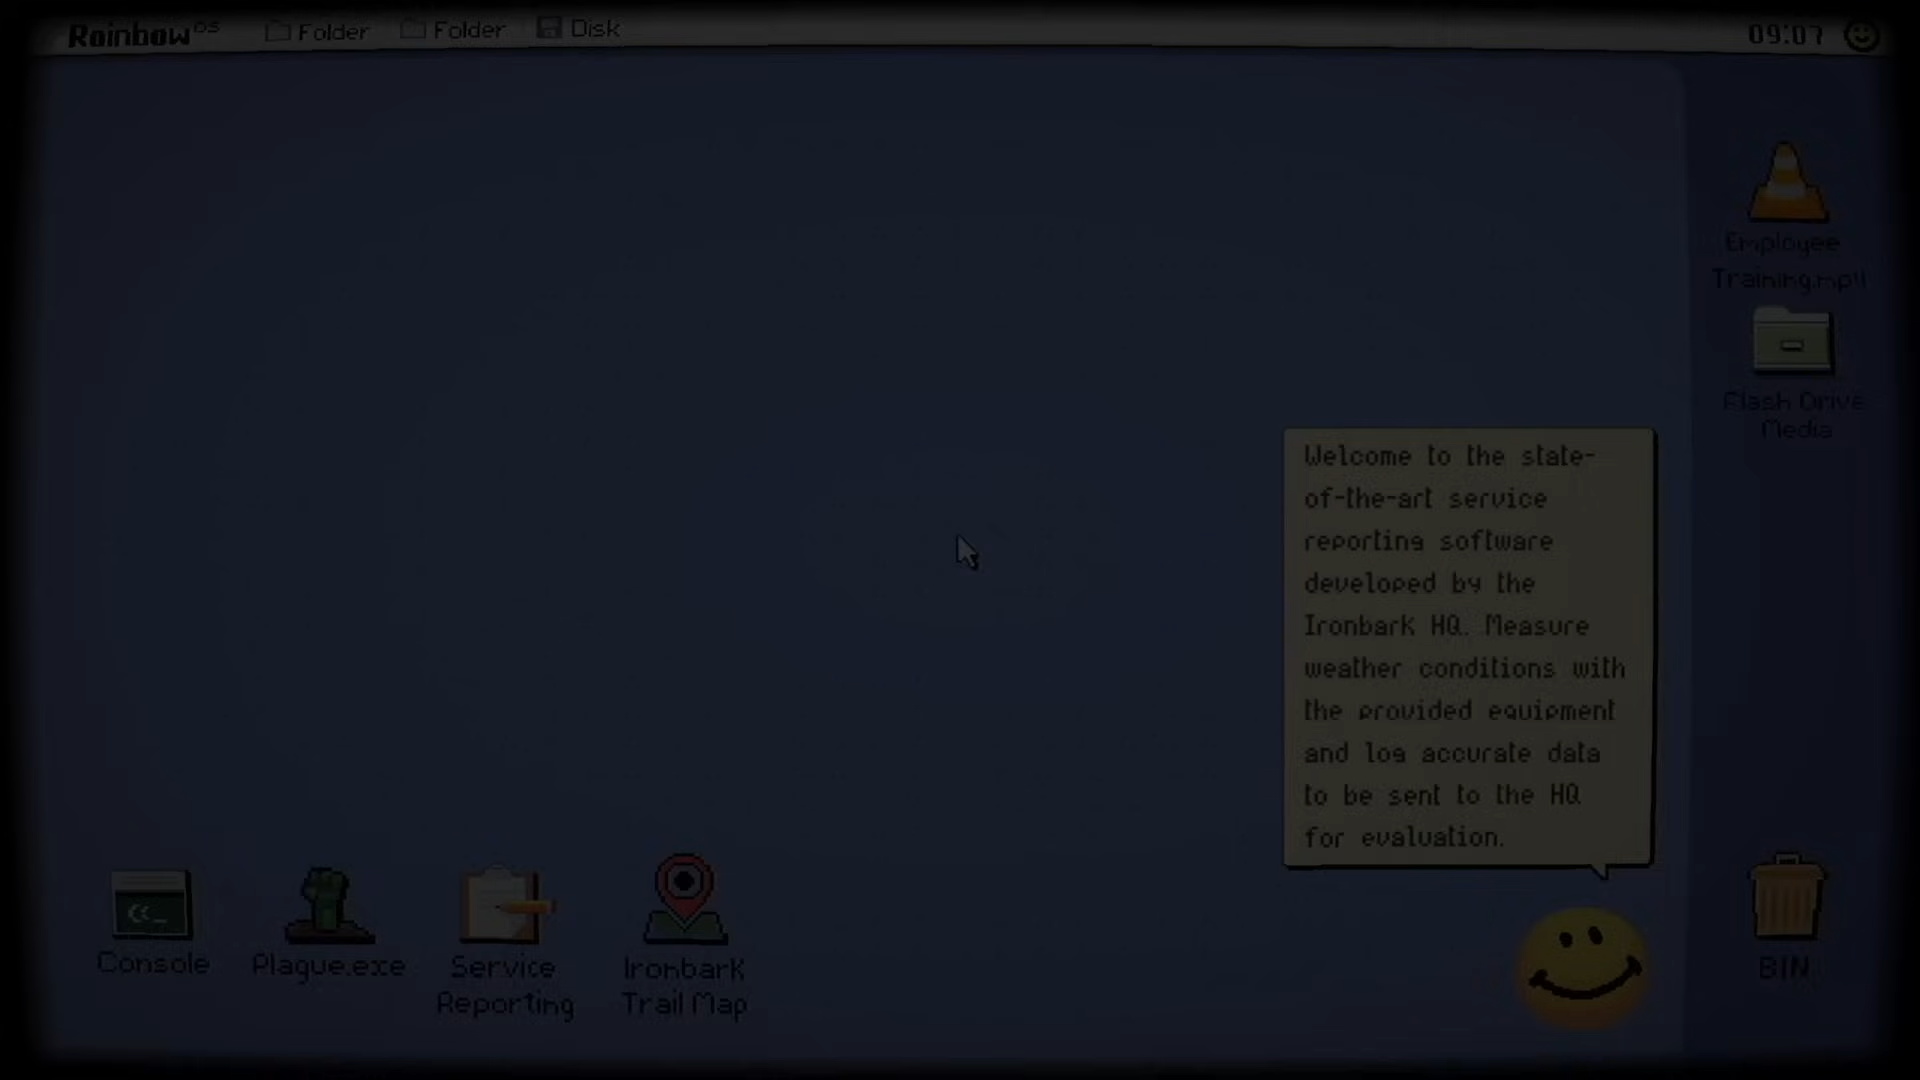 Rainbow OS
Folder
Folder
Disk
09:07
Employee
Training.mp4
Flash Drive
Media
Welcome to the state-
of-the-art service
reporting software
developed by the
Ironbark HQ. Measure
weather conditions with
the provided equipment
and log accurate data
to be sent to the HQ
for evaluation.
Console
Plague.exe
Service
Reporting
Ironbark
Trail Map
BIN